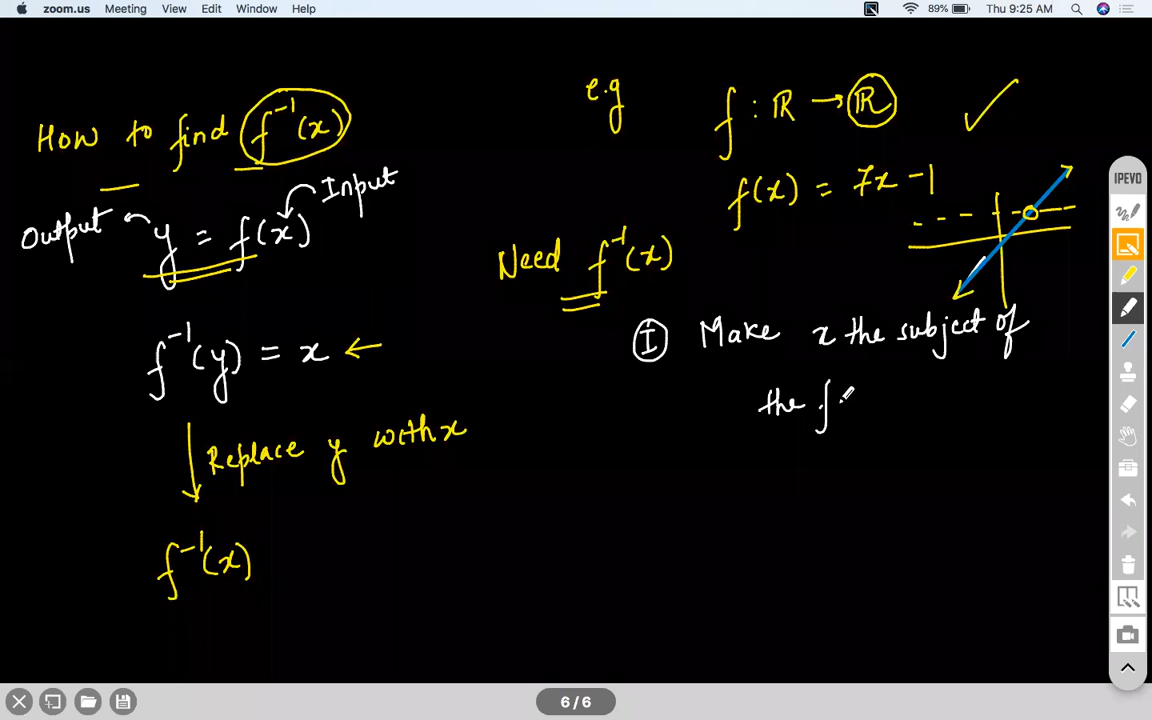 zoom.us Meeting View Edit Window Help 89% Thu 9:25 AM
How to find f⁻¹(x)
Output y = f(x) Input
f⁻¹(y) = x ←
Replace y with x
f⁻¹(x)
e.g f : ℝ → ℝ ✓
f(x) = 7x - 1
Need f⁻¹(x)
I Make x the subject of
the f
IPEVO
6 / 6